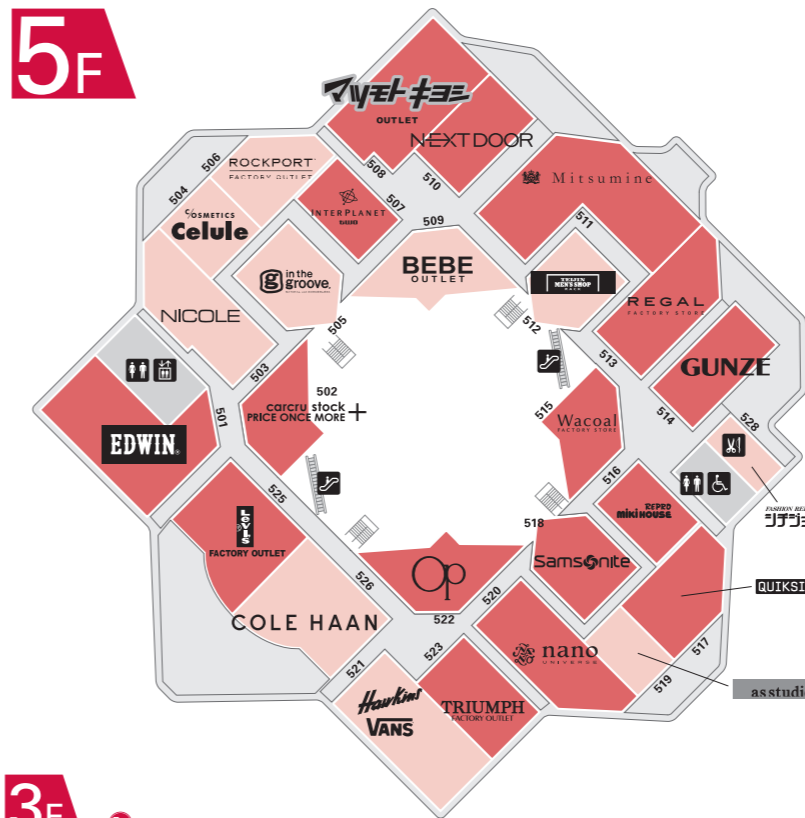 5F
マツモトキヨシ
OUTLET
NEXT DOOR
506
ROCKPORT
FACTORY OUTLET
508
510
Mitsumine
504
COSMETICS
Celule
INTERPLANET
507
509
511
in the
groove.
BEBE
OUTLET
TEIJIN
MEN'S SHOP
REGAL
FACTORY STORE
NICOLE
505
512
503
513
GUNZE
502
carcru stock
PRICE ONCE MORE
501
515
Wacoal
FACTORY STORE
514
528
EDWIN
516
525
REPRO
MIKIHOUSE
Levi's
FACTORY OUTLET
518
Samsonite
Op
526
520
QUIKSI
COLE HAAN
522
nano
UNIVERSE
517
521
523
519
Hawkins
VANS
TRIUMPH
FACTORY OUTLET
as studi
3F